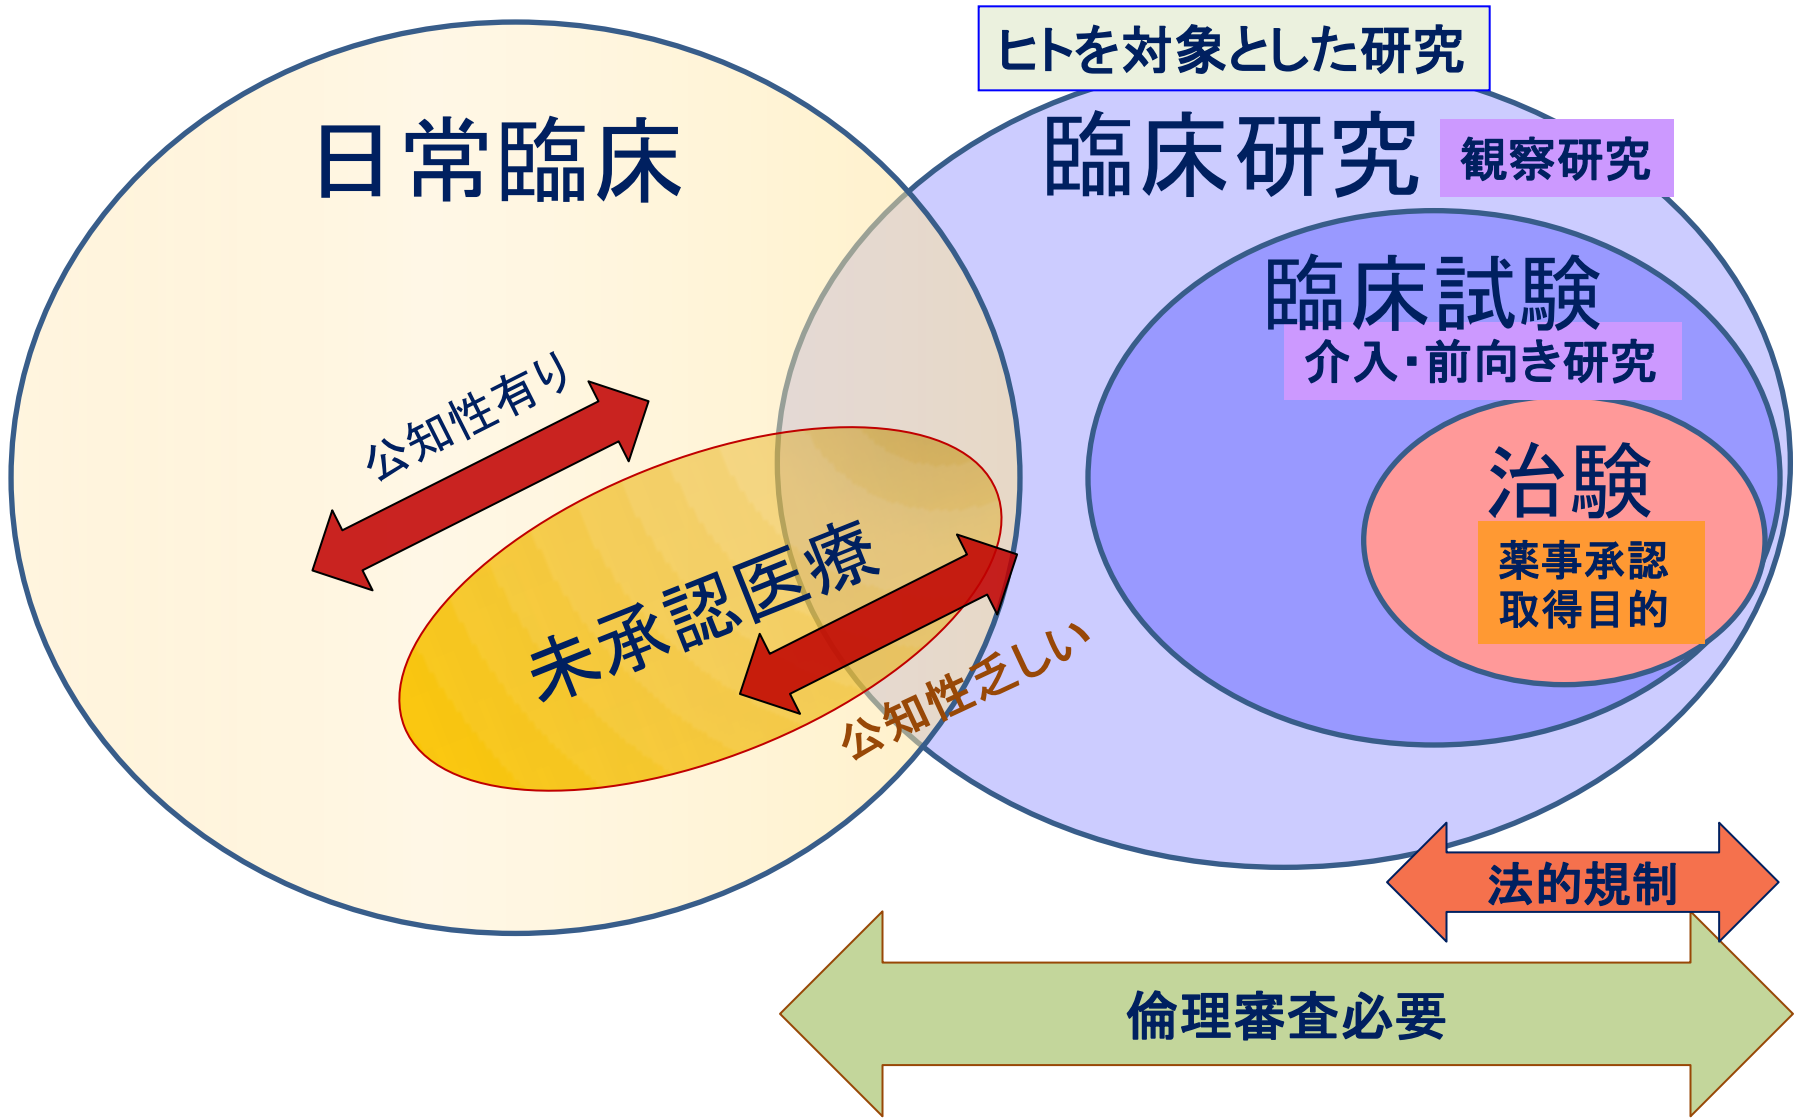 ヒトを対象とした研究
日常臨床
臨床研究
観察研究
臨床試験
介入・前向き研究
公知性有り
治験
薬事承認
取得目的
未承認医療
公知性乏しい
法的規制
倫理審査必要